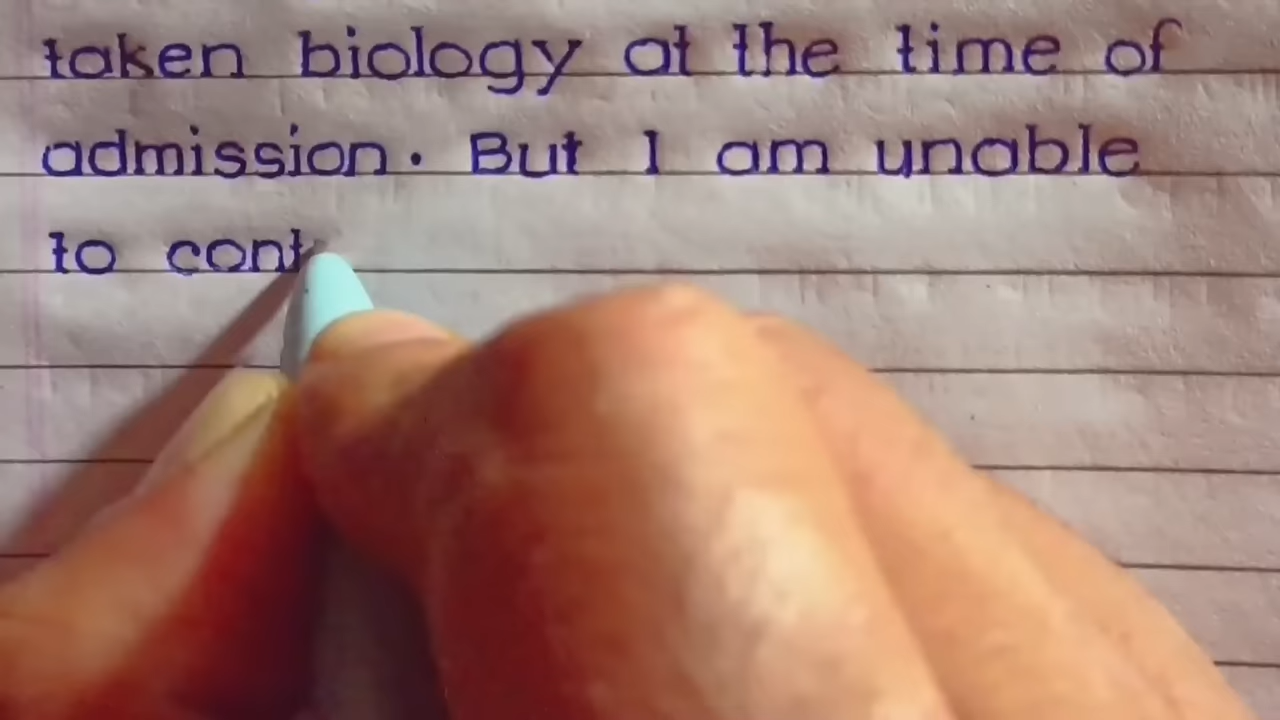 taken biology at the time of
admission. But I am unable
to cont